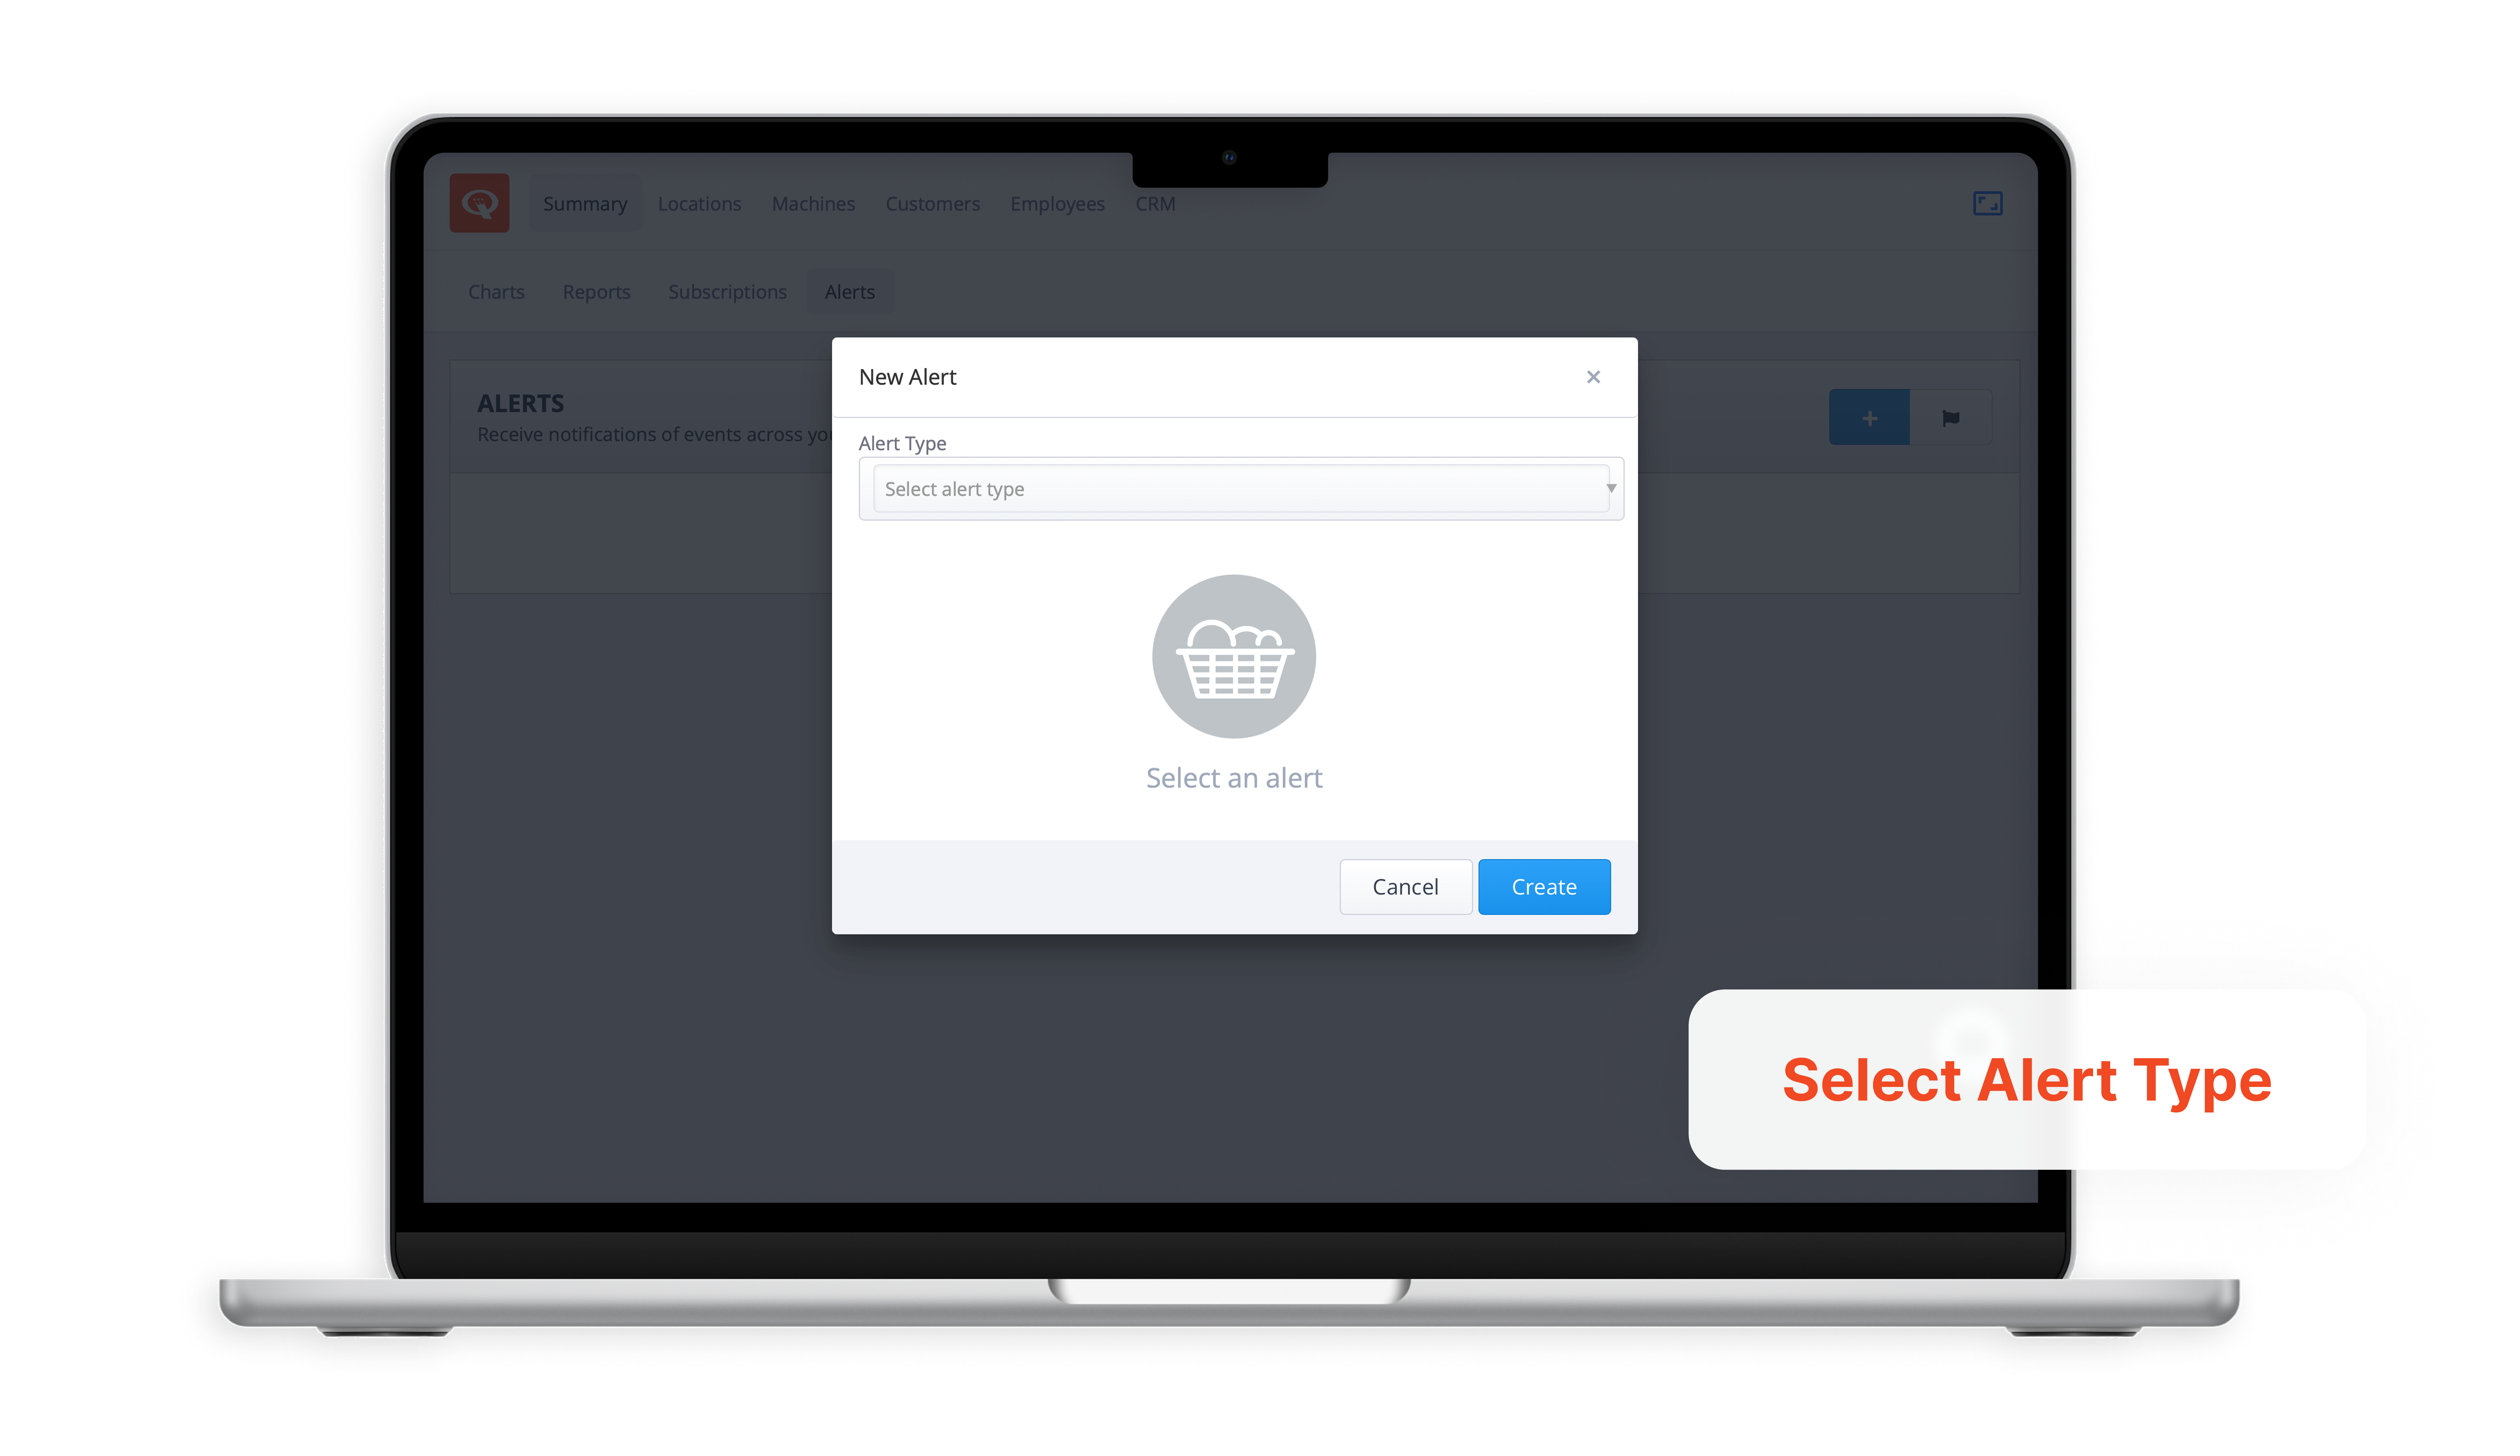 Summary Locations Machines Customers Employees CRM
Charts Reports Subscriptions Alerts
ALERTS
Receive notifications of events across
New Alert
Alert Type
Select alert type
Select an alert
Cancel Create
Select Alert Type